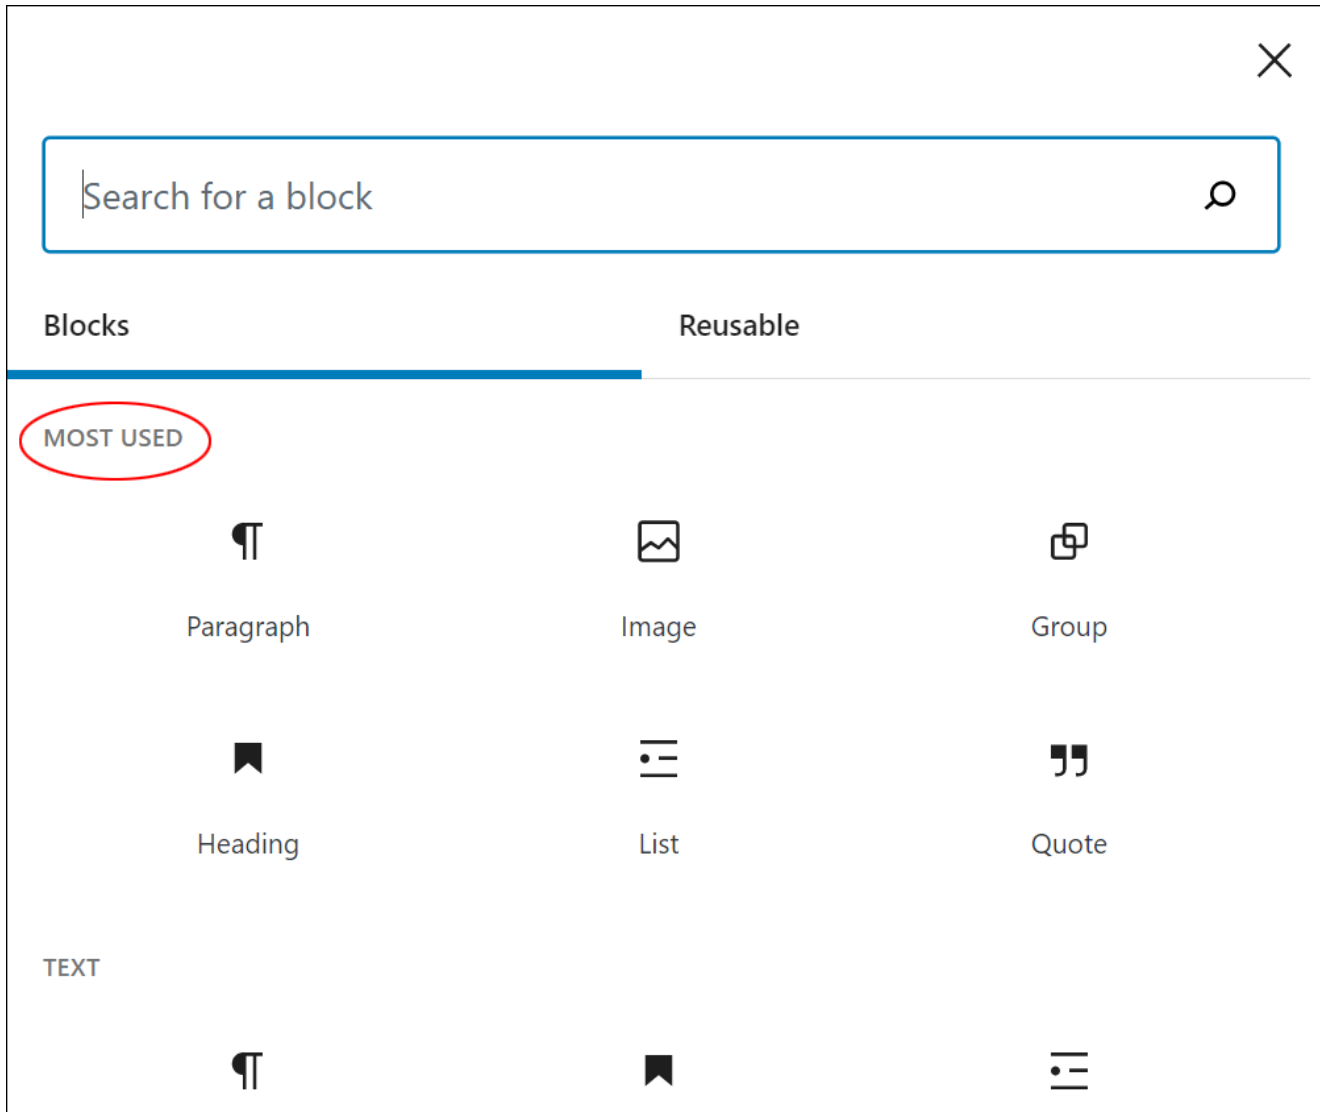 Search for a block
Blocks Reusable
MOST USED
Paragraph Image Group
Heading List Quote
TEXT